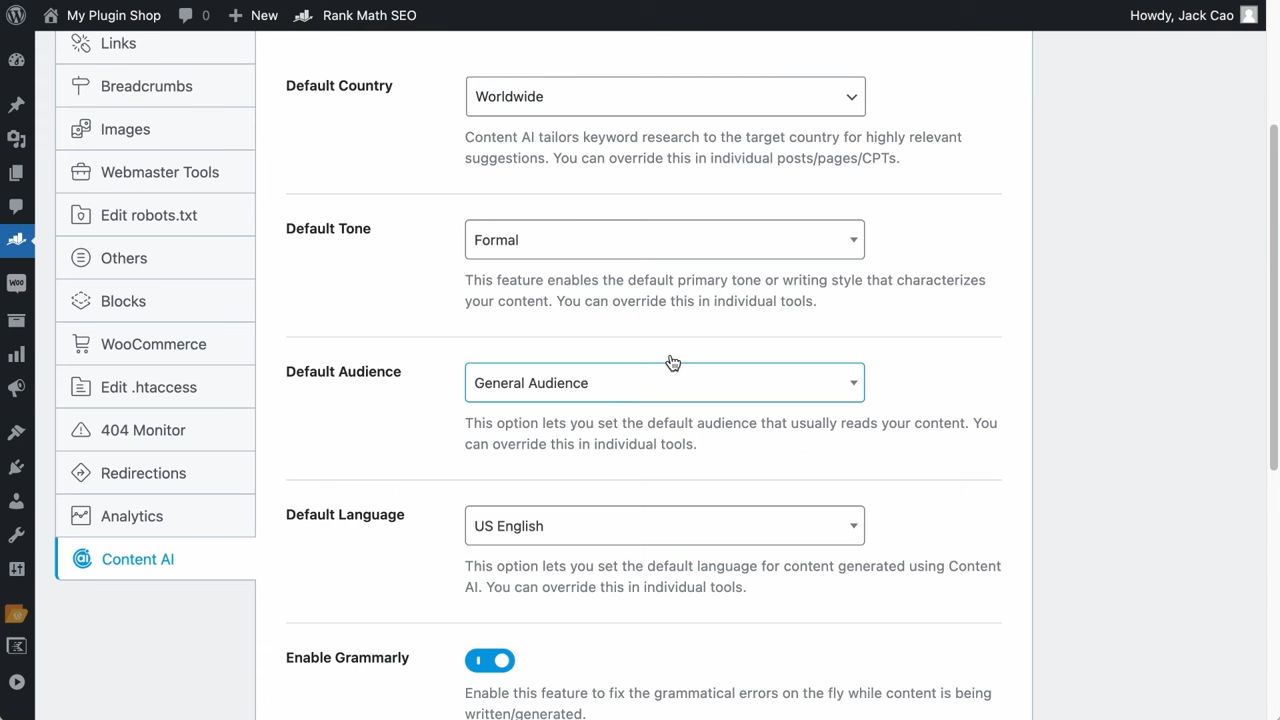 My Plugin Shop 0 New Rank Math SEO Howdy, Jack Cao
Links
Breadcrumbs
Images
Webmaster Tools
Edit robots.txt
Others
Blocks
WooCommerce
Edit .htaccess
404 Monitor
Redirections
Analytics
ai Content AI
Woo
Default Country
Worldwide
Content AI tailors keyword research to the target country for highly relevant
suggestions. You can override this in individual posts/pages/CPTs.
Default Tone
Formal
This feature enables the default primary tone or writing style that characterizes
your content. You can override this in individual tools.
Default Audience
General Audience
This option lets you set the default audience that usually reads your content. You
can override this in individual tools.
Default Language
US English
This option lets you set the default language for content generated using Content
AI. You can override this in individual tools.
Enable Grammarly
Enable this feature to fix the grammatical errors on the fly while content is being
written/generated.